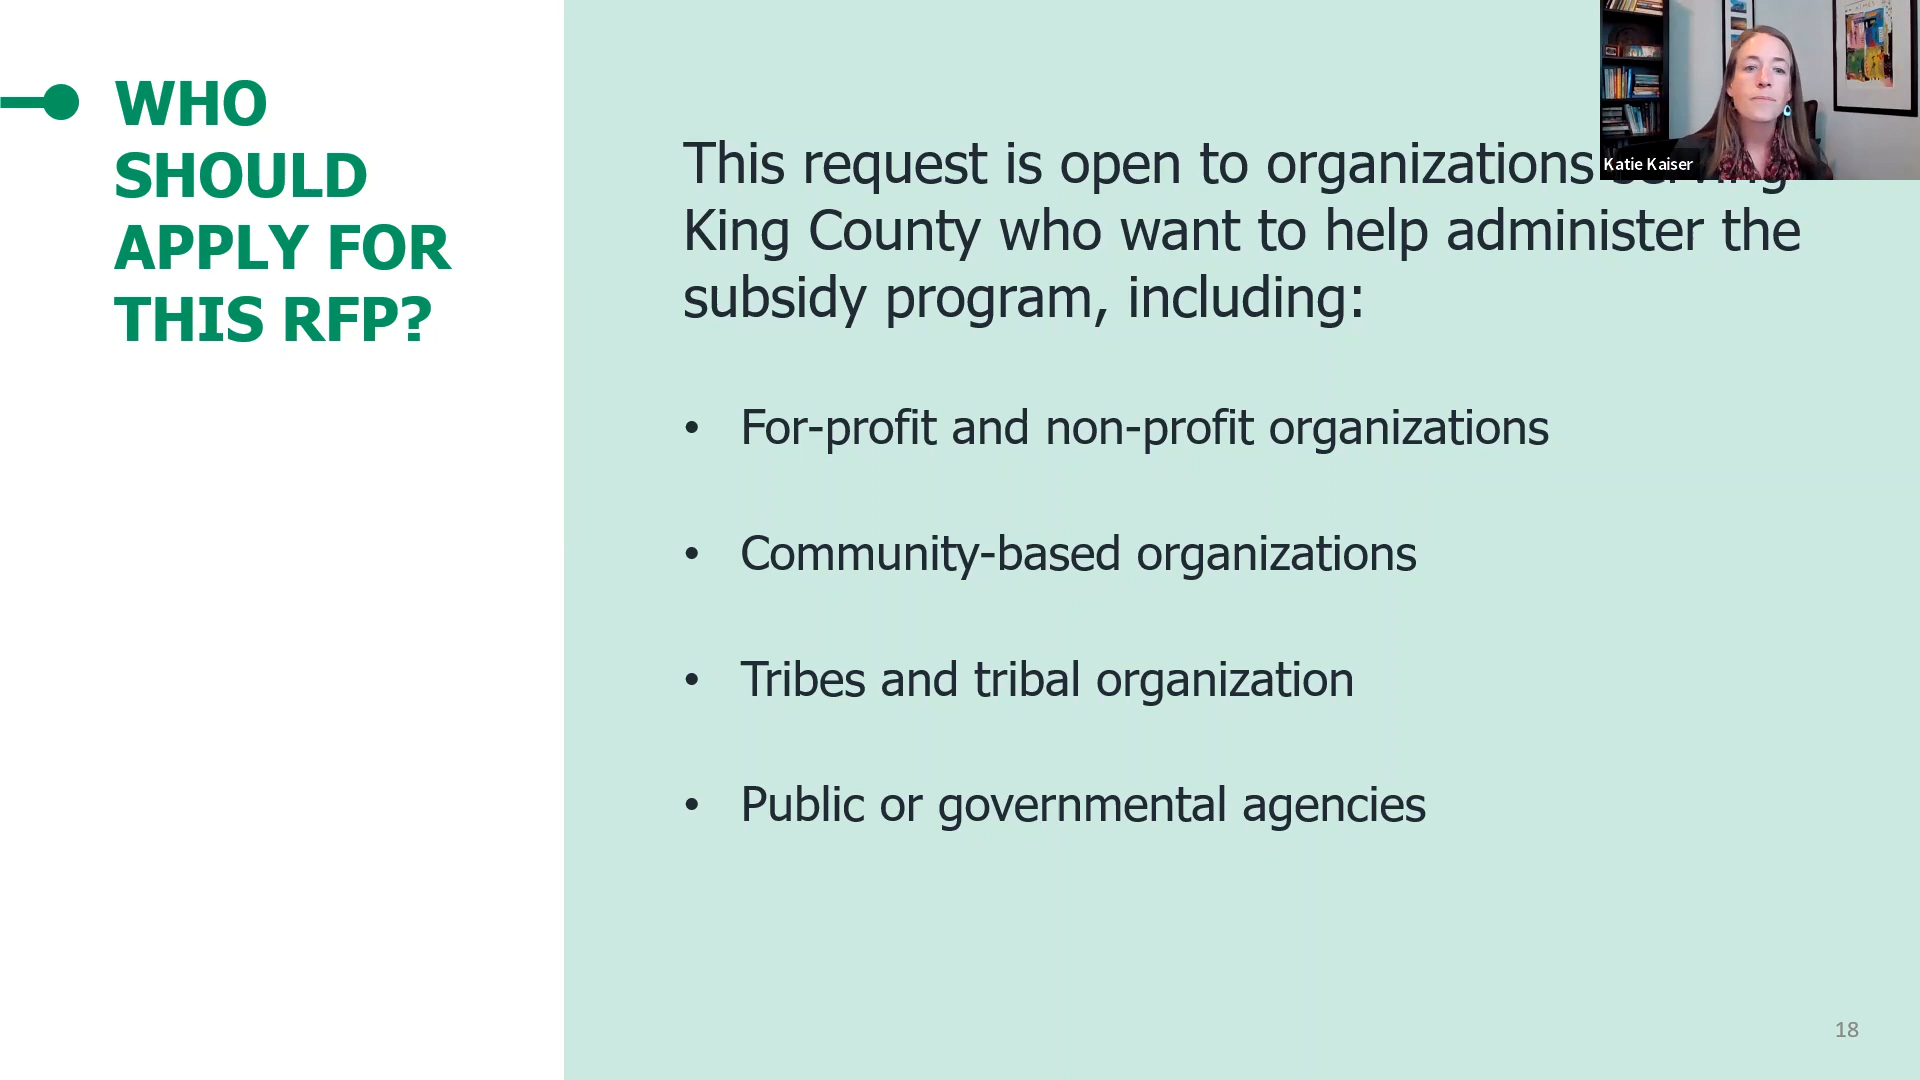 WHO
SHOULD
APPLY FOR
THIS RFP?
This request is open to organizations serving
King County who want to help administer the
subsidy program, including:
• For-profit and non-profit organizations
• Community-based organizations
• Tribes and tribal organization
• Public or governmental agencies
Katie Kaiser
18